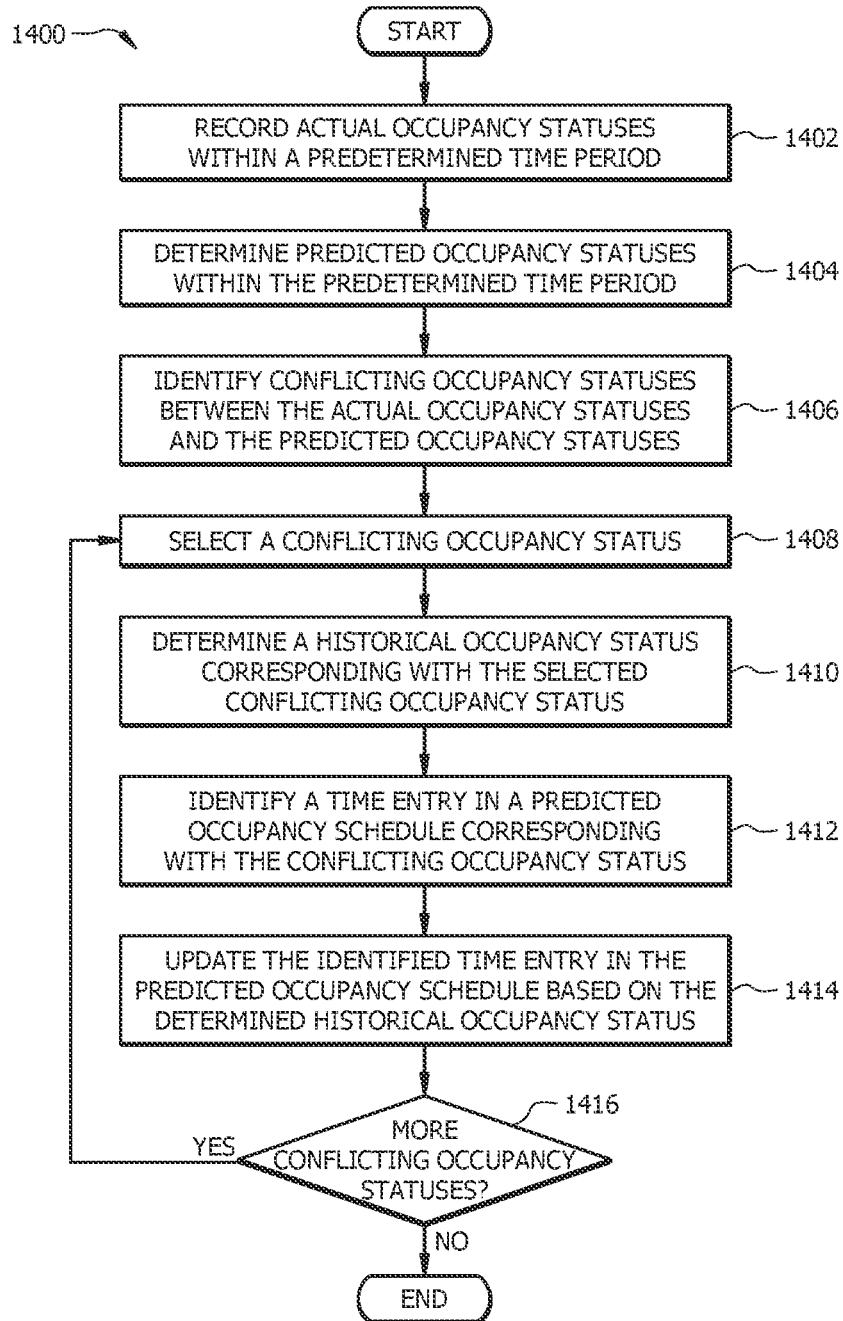 1400
START
RECORD ACTUAL OCCUPANCY STATUSES
WITHIN A PREDETERMINED TIME PERIOD
1402
DETERMINE PREDICTED OCCUPANCY STATUSES
WITHIN THE PREDETERMINED TIME PERIOD
1404
IDENTIFY CONFLICTING OCCUPANCY STATUSES
BETWEEN THE ACTUAL OCCUPANCY STATUSES
AND THE PREDICTED OCCUPANCY STATUSES
1406
SELECT A CONFLICTING OCCUPANCY STATUS
1408
DETERMINE A HISTORICAL OCCUPANCY STATUS
CORRESPONDING WITH THE SELECTED
CONFLICTING OCCUPANCY STATUS
1410
IDENTIFY A TIME ENTRY IN A PREDICTED
OCCUPANCY SCHEDULE CORRESPONDING
WITH THE CONFLICTING OCCUPANCY STATUS
1412
UPDATE THE IDENTIFIED TIME ENTRY IN THE
PREDICTED OCCUPANCY SCHEDULE BASED ON THE
DETERMINED HISTORICAL OCCUPANCY STATUS
1414
1416
YES
MORE
CONFLICTING OCCUPANCY
STATUSES?
NO
END